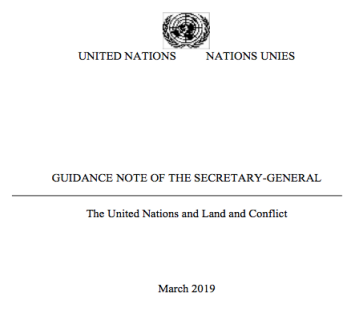 UNITED NATIONS NATIONS UNIES
GUIDANCE NOTE OF THE SECRETARY-GENERAL
The United Nations and Land and Conflict
March 2019